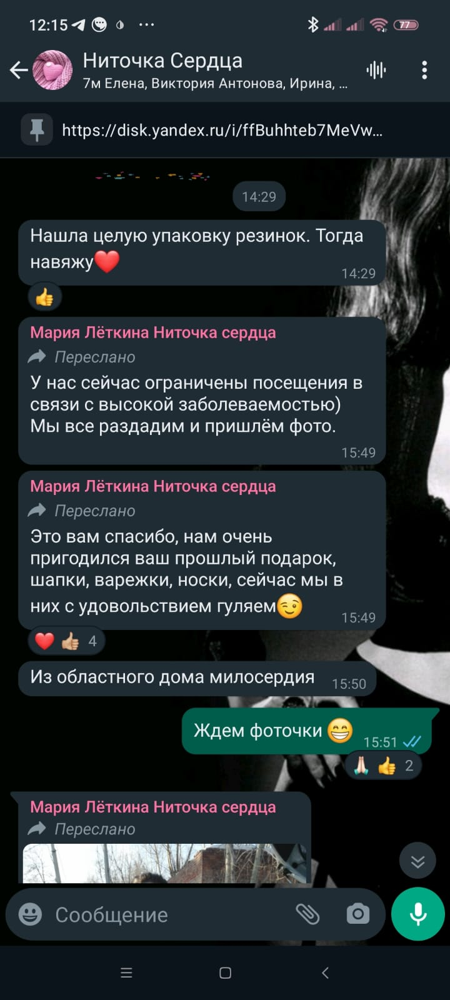 12:15
77
Ниточка Сердца
7м Елена, Виктория Антонова, Ирина, ...
https://disk.yandex.ru/i/ffBuhhteb7MeVw...
14:29
Нашла целую упаковку резинок. Тогда
навяжу❤️
14:29
👍
Мария Лёткина Ниточка сердца
Переслано
У нас сейчас ограничены посещения в
связи с высокой заболеваемостью)
Мы все раздадим и пришлём фото.
15:49
Мария Лёткина Ниточка сердца
Переслано
Это вам спасибо, нам очень
пригодился ваш прошлый подарок,
шапки, варежки, носки, сейчас мы в
них с удовольствием гуляем😉
15:49
❤️👍🏼 4
Из областного дома милосердия 15:50
Ждем фоточки 😁 15:51
🙏🏻👍 2
Мария Лёткина Ниточка сердца
Переслано
Сообщение